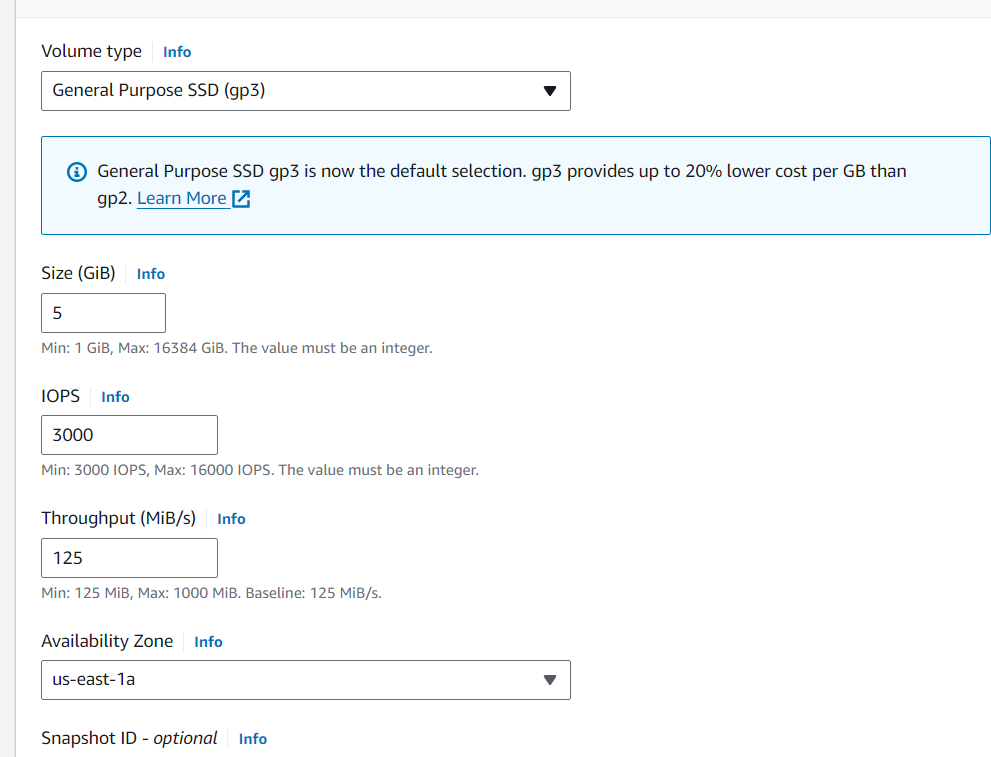 Volume type Info
General Purpose SSD (gp3)
General Purpose SSD gp3 is now the default selection. gp3 provides up to 20% lower cost per GB than
gp2. Learn More
Size (GiB) Info
5
Min: 1 GiB, Max: 16384 GiB. The value must be an integer.
IOPS Info
3000
Min: 3000 IOPS, Max: 16000 IOPS. The value must be an integer.
Throughput (MiB/s) Info
125
Min: 125 MiB, Max: 1000 MiB. Baseline: 125 MiB/s.
Availability Zone Info
us-east-1a
Snapshot ID - optional Info